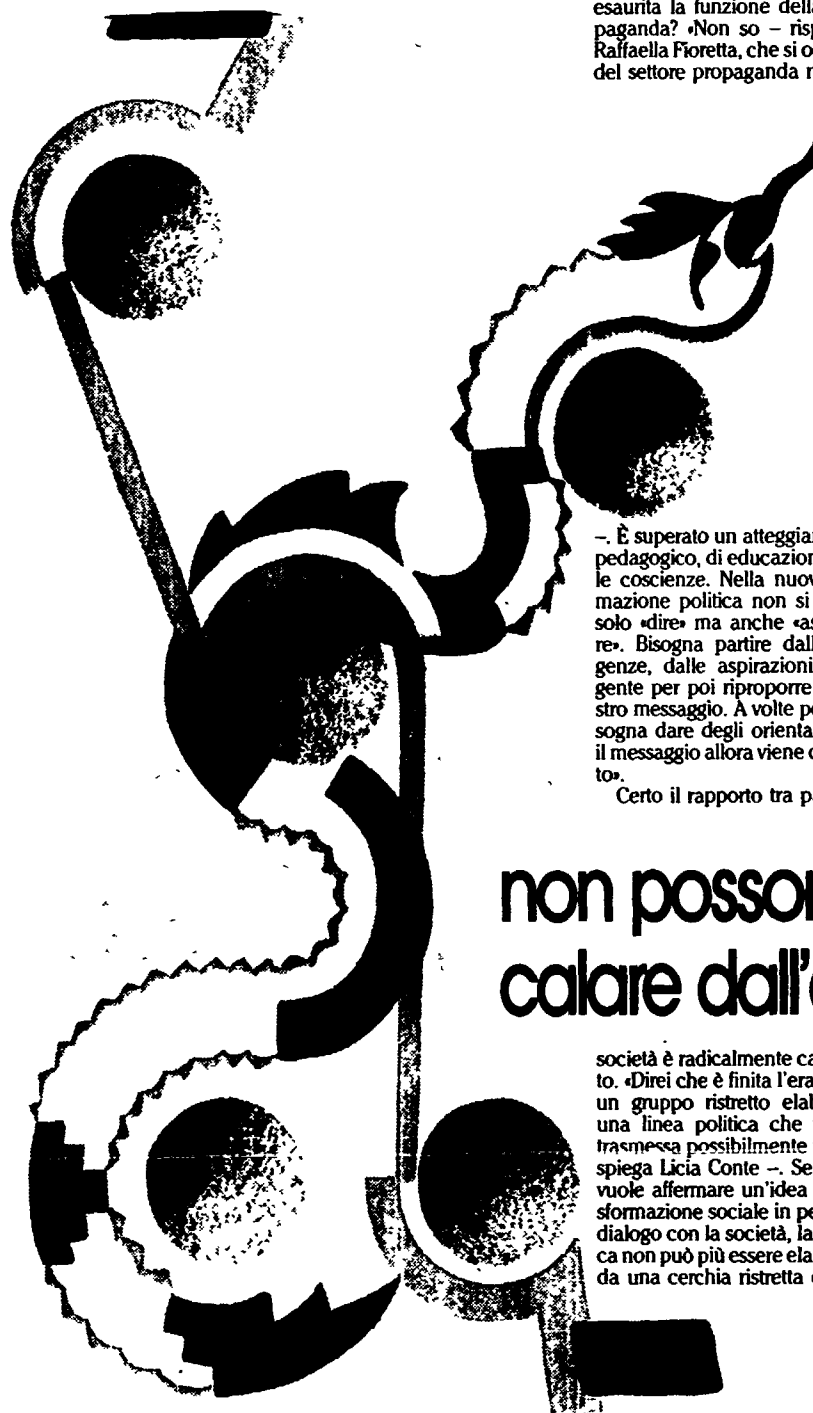 esaurita la funzione della
paganda? «Non so – risp
Raffaella Fioretta, che si o
del settore propaganda n
–. È superato un atteggia
pedagogico, di educazion
le coscienze. Nella nuov
mazione politica non si
solo «dire» ma anche «as
re». Bisogna partire dall
genze, dalle aspirazioni
gente per poi riproporre
stro messaggio. A volte p
sogna dare degli orienta
il messaggio allora viene
to».
Certo il rapporto tra p
non posso
calare dall'
società è radicalmente ca
to. «Direi che è finita l'era
un gruppo ristretto elab
una linea politica che
trasmessa possibilmente
spiega Licia Conte –. Se
vuole affermare un'idea
sformazione sociale in pe
dialogo con la società, la
ca non può più essere ela
da una cerchia ristretta